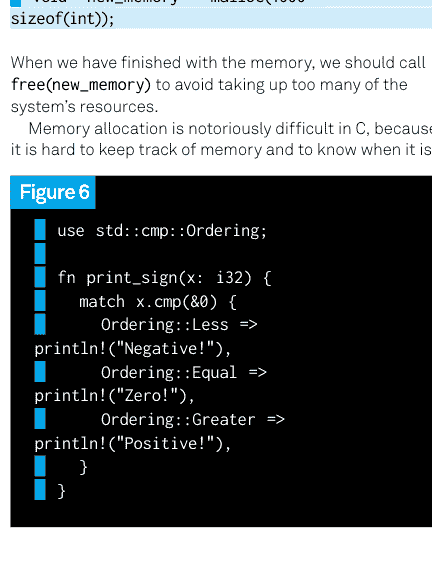 sizeof(int));
When we have finished with the memory, we should call
free(new_memory) to avoid taking up too many of the
system’s resources.
Memory allocation is notoriously difficult in C, because
it is hard to keep track of memory and to know when it is
Figure 6
use std::cmp::Ordering;
fn print_sign(x: i32) {
match x.cmp(&0) {
Ordering::Less =>
println!("Negative!"),
Ordering::Equal =>
println!("Zero!"),
Ordering::Greater =>
println!("Positive!"),
}
}